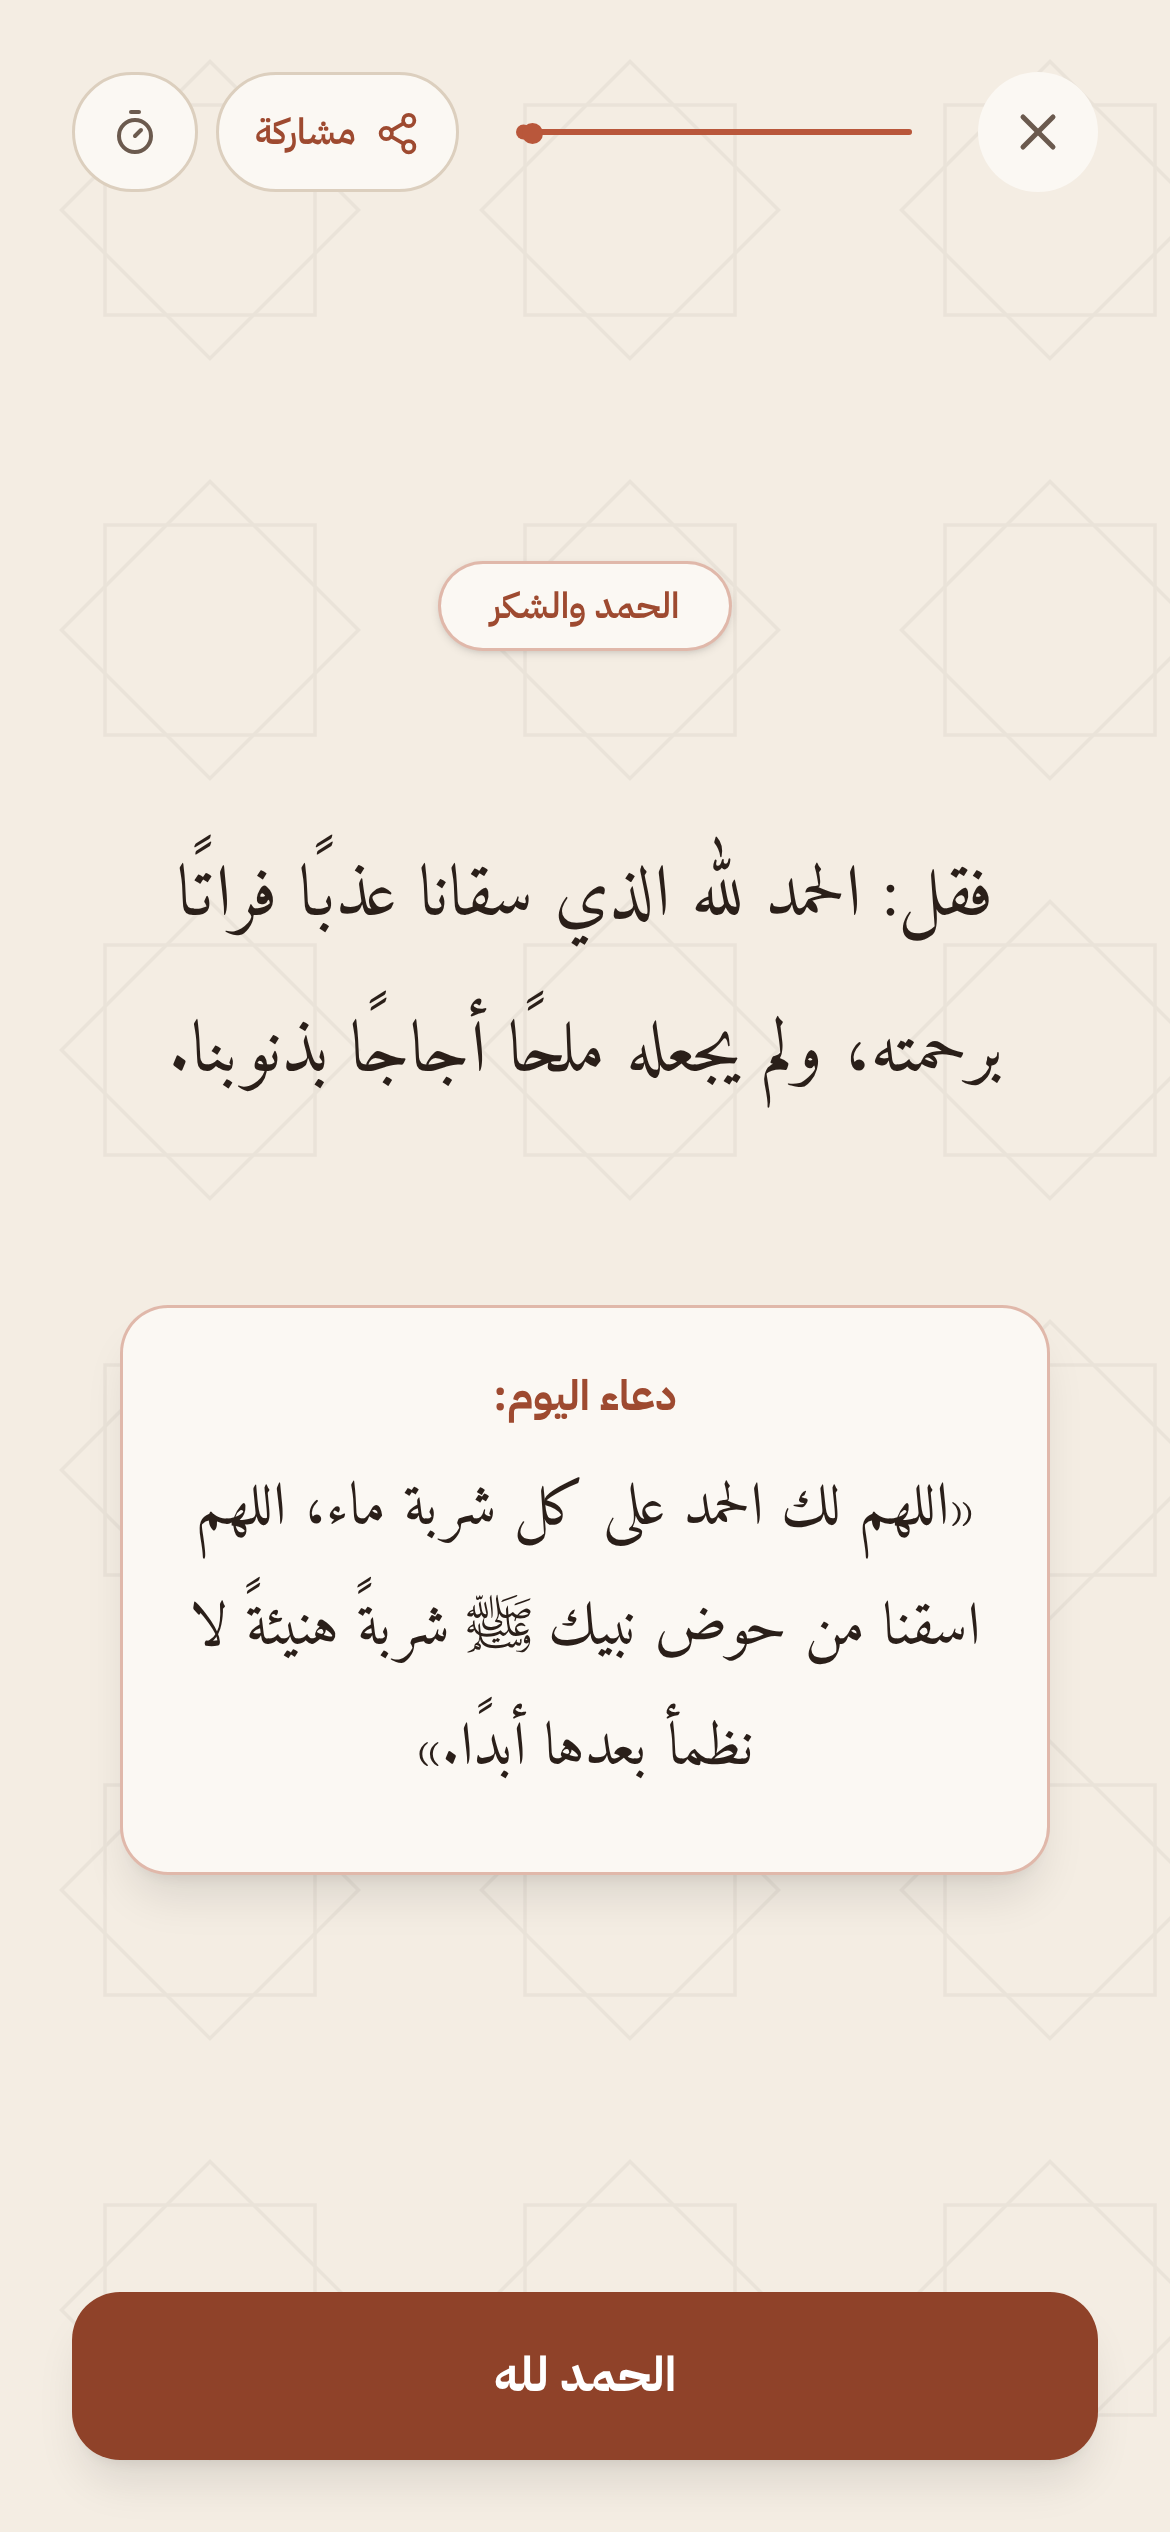 مشاركة
الحمد والشكر
فقل: الحمد لله الذي سقانا عذبًا فراتًا
برحمته، ولم يجعله ملحًا أجاجًا بذنوبنا.
دعاء اليوم:
«اللهم لك الحمد على كل شربة ماء، اللهم
اسقنا من حوض نبيك ﷺ شربةً هنيئةً لا
نظمأ بعدها أبدًا.»
الحمد لله